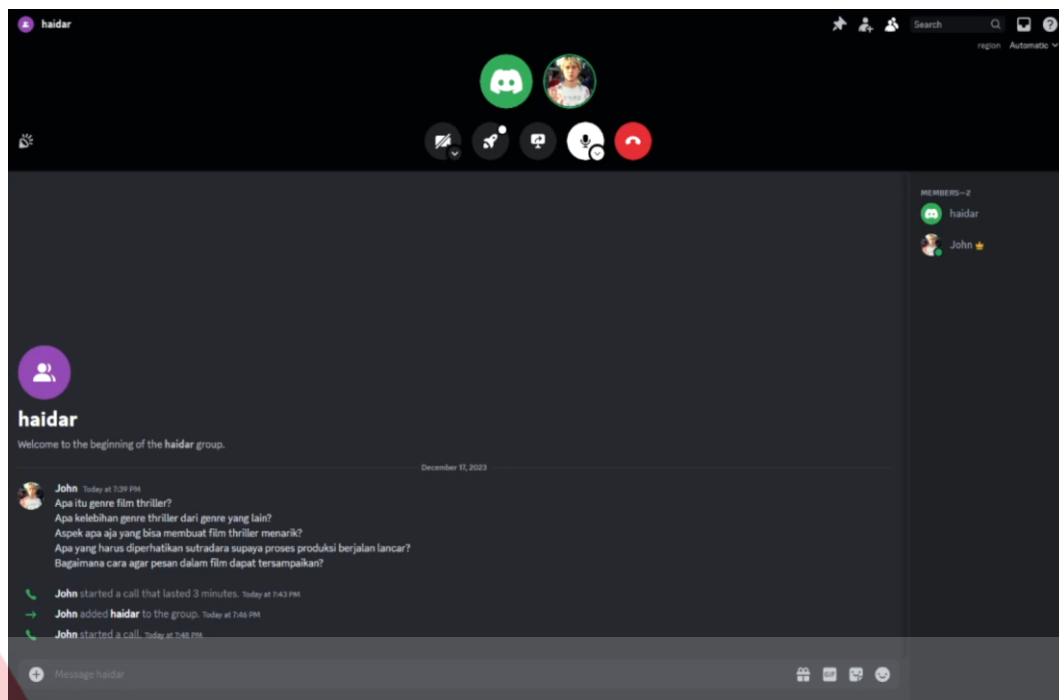 haidar
Search
region Automatic
MEMBERS—2
haidar
John
haidar
Welcome to the beginning of the haidar group.
December 17, 2023
John Today at 7:39 PM
Apa itu genre film thriller?
Apa kelebihan genre thriller dari genre yang lain?
Aspek apa aja yang bisa membuat film thriller menarik?
Apa yang harus diperhatikan sutradara supaya proses produksi berjalan lancar?
Bagaimana cara agar pesan dalam film dapat tersampaikan?
John started a call that lasted 3 minutes. Today at 7:43 PM
John added haidar to the group. Today at 7:46 PM
John started a call. Today at 7:48 PM
Message haidar
GIF